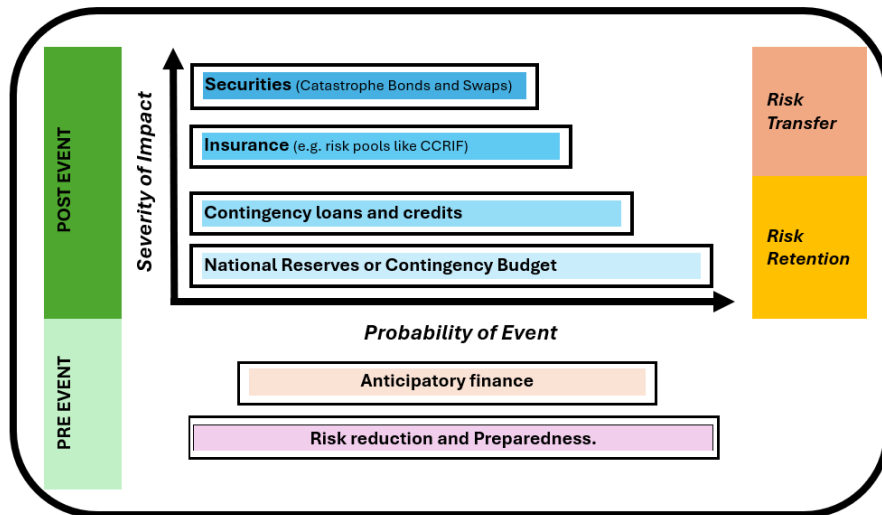 POST EVENT
Severity of Impact
Securities (Catastrophe Bonds and Swaps)
Insurance (e.g. risk pools like CCRIF)
Contingency loans and credits
National Reserves or Contingency Budget
Risk
Transfer
Risk
Retention
Probability of Event
PRE EVENT
Anticipatory finance
Risk reduction and Preparedness.